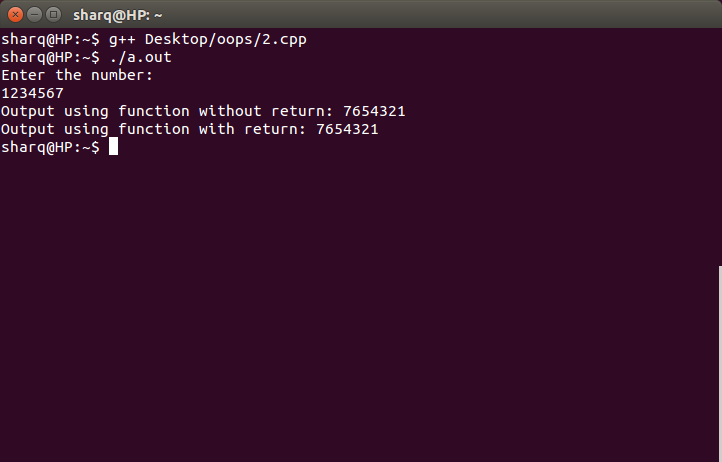 sharq@HP: ~
sharq@HP:~$ g++ Desktop/oops/2.cpp
sharq@HP:~$ ./a.out
Enter the number:
1234567
Output using function without return: 7654321
Output using function with return: 7654321
sharq@HP:~$